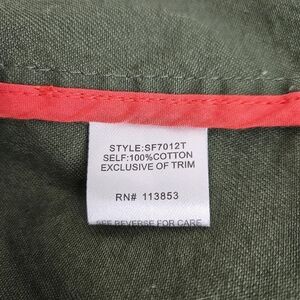 STYLE:SF7012T
SELF:100%COTTON
EXCLUSIVE OF TRIM
RN# 113853
SEE REVERSE FOR CARE